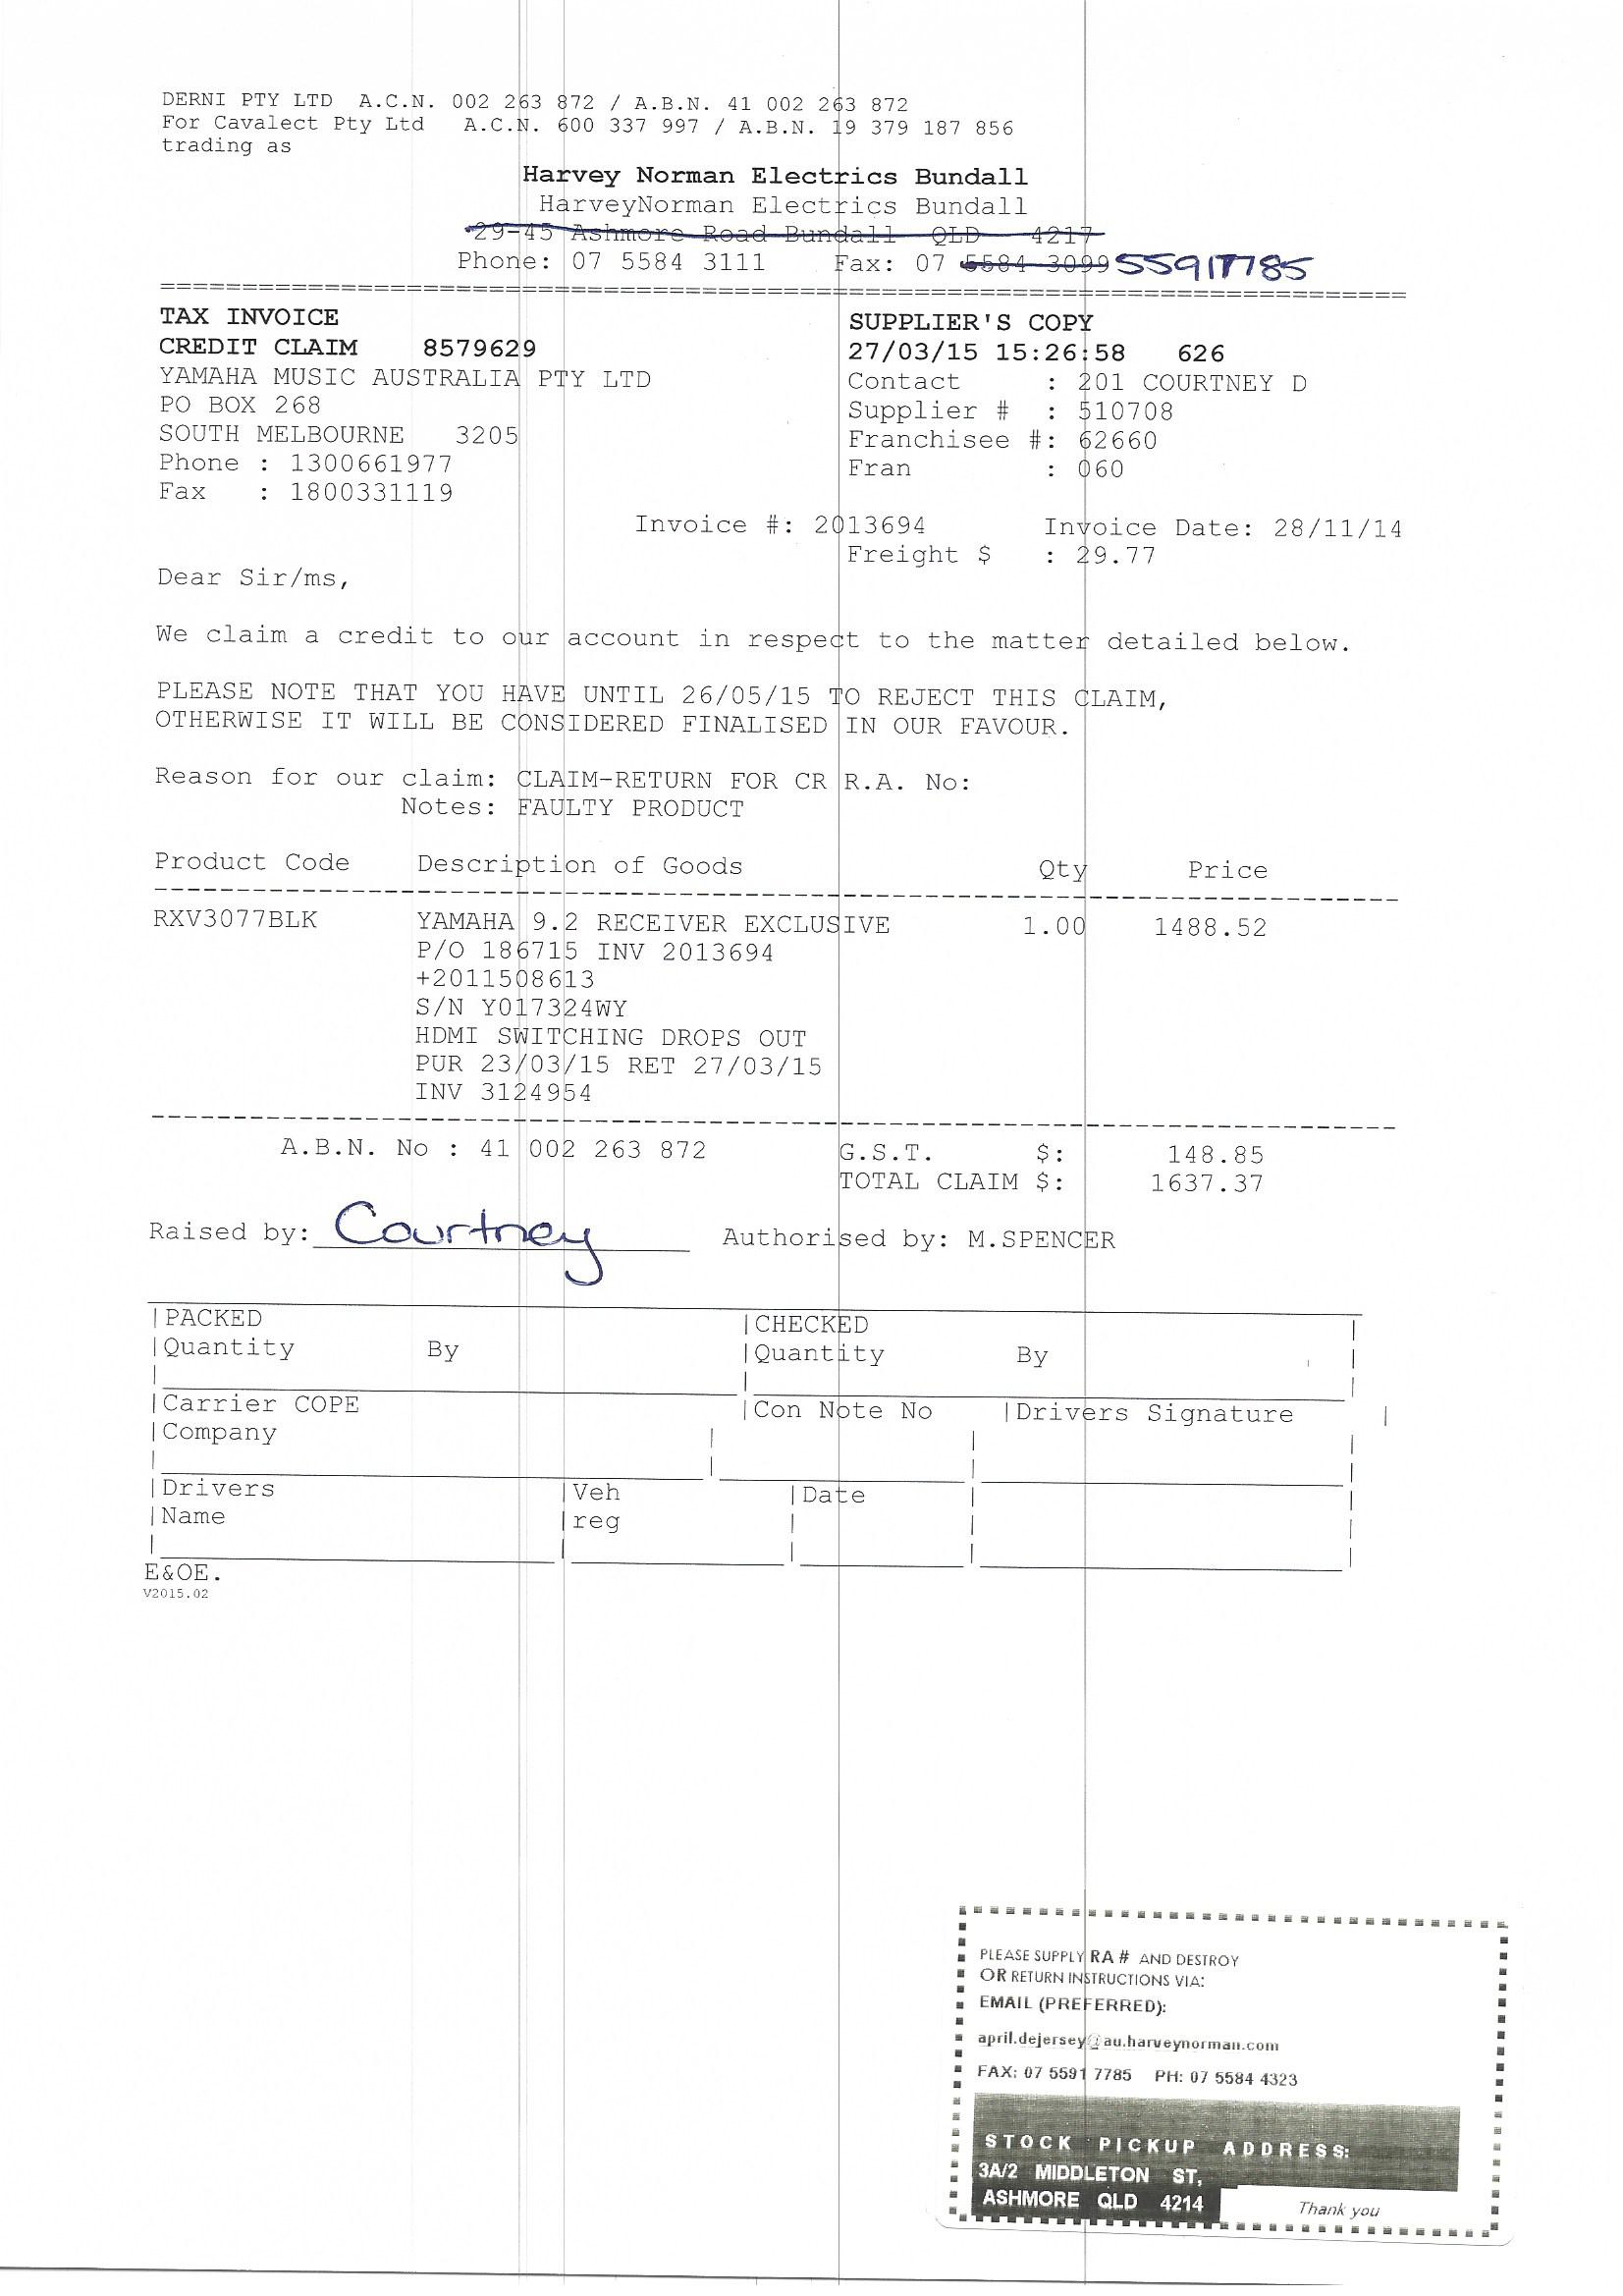 DERNI PTY LTD A.C.N. 002 263 872 / A.B.N. 41 002 263 872
For Cavalect Pty Ltd A.C.N. 600 337 997 / A.B.N. 19 379 187 856
trading as
Harvey Norman Electrics Bundall
HarveyNorman Electrics Bundall
29-45 Ashmore Road Bundall QLD 4217
Phone: 07 5584 3111 Fax: 07 5584 3099 55917785
TAX INVOICE SUPPLIER'S COPY
CREDIT CLAIM 8579629 27/03/15 15:26:58 626
YAMAHA MUSIC AUSTRALIA PTY LTD Contact : 201 COURTNEY D
PO BOX 268 Supplier # : 510708
SOUTH MELBOURNE 3205 Franchisee #: 62660
Phone : 1300661977 Fran : 060
Fax : 1800331119
Invoice #: 2013694 Invoice Date: 28/11/14
Freight $ : 29.77
Dear Sir/ms,
We claim a credit to our account in respect to the matter detailed below.
PLEASE NOTE THAT YOU HAVE UNTIL 26/05/15 TO REJECT THIS CLAIM,
OTHERWISE IT WILL BE CONSIDERED FINALISED IN OUR FAVOUR.
Reason for our claim: CLAIM-RETURN FOR CR R.A. No:
Notes: FAULTY PRODUCT
Product Code Description of Goods Qty Price
RXV3077BLK YAMAHA 9.2 RECEIVER EXCLUSIVE 1.00 1488.52
P/O 186715 INV 2013694
+2011508613
S/N Y017324WY
HDMI SWITCHING DROPS OUT
PUR 23/03/15 RET 27/03/15
INV 3124954
A.B.N. No : 41 002 263 872 G.S.T. $: 148.85
TOTAL CLAIM $: 1637.37
Raised by: Courtney Authorised by: M.SPENCER
PACKED CHECKED
Quantity By Quantity By
Carrier COPE Con Note No Drivers Signature
Company
Drivers Veh Date
Name reg
E&OE.
V2015.02
PLEASE SUPPLY RA # AND DESTROY
OR RETURN INSTRUCTIONS VIA:
EMAIL (PREFERRED):
april.dejersey@au.harveynorman.com
FAX: 07 5591 7785 PH: 07 5584 4323
STOCK PICKUP ADDRESS:
3A/2 MIDDLETON ST,
ASHMORE QLD 4214
Thank you